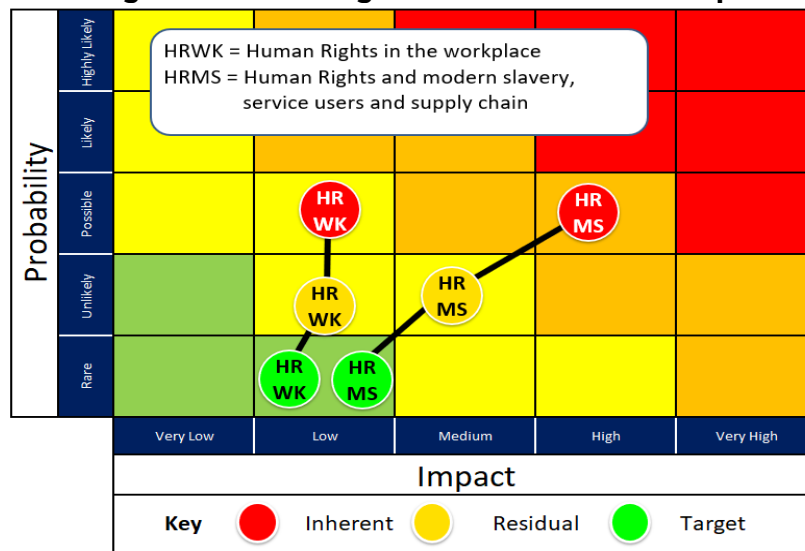 Highly Likely
HRWK = Human Rights in the workplace
HRMS = Human Rights and modern slavery,
service users and supply chain
Likely
Probability
Possible
HR
WK
HR
MS
Unlikely
HR
WK
HR
MS
Rare
HR
WK
HR
MS
Very Low
Low
Medium
High
Very High
Impact
Key
Inherent
Residual
Target